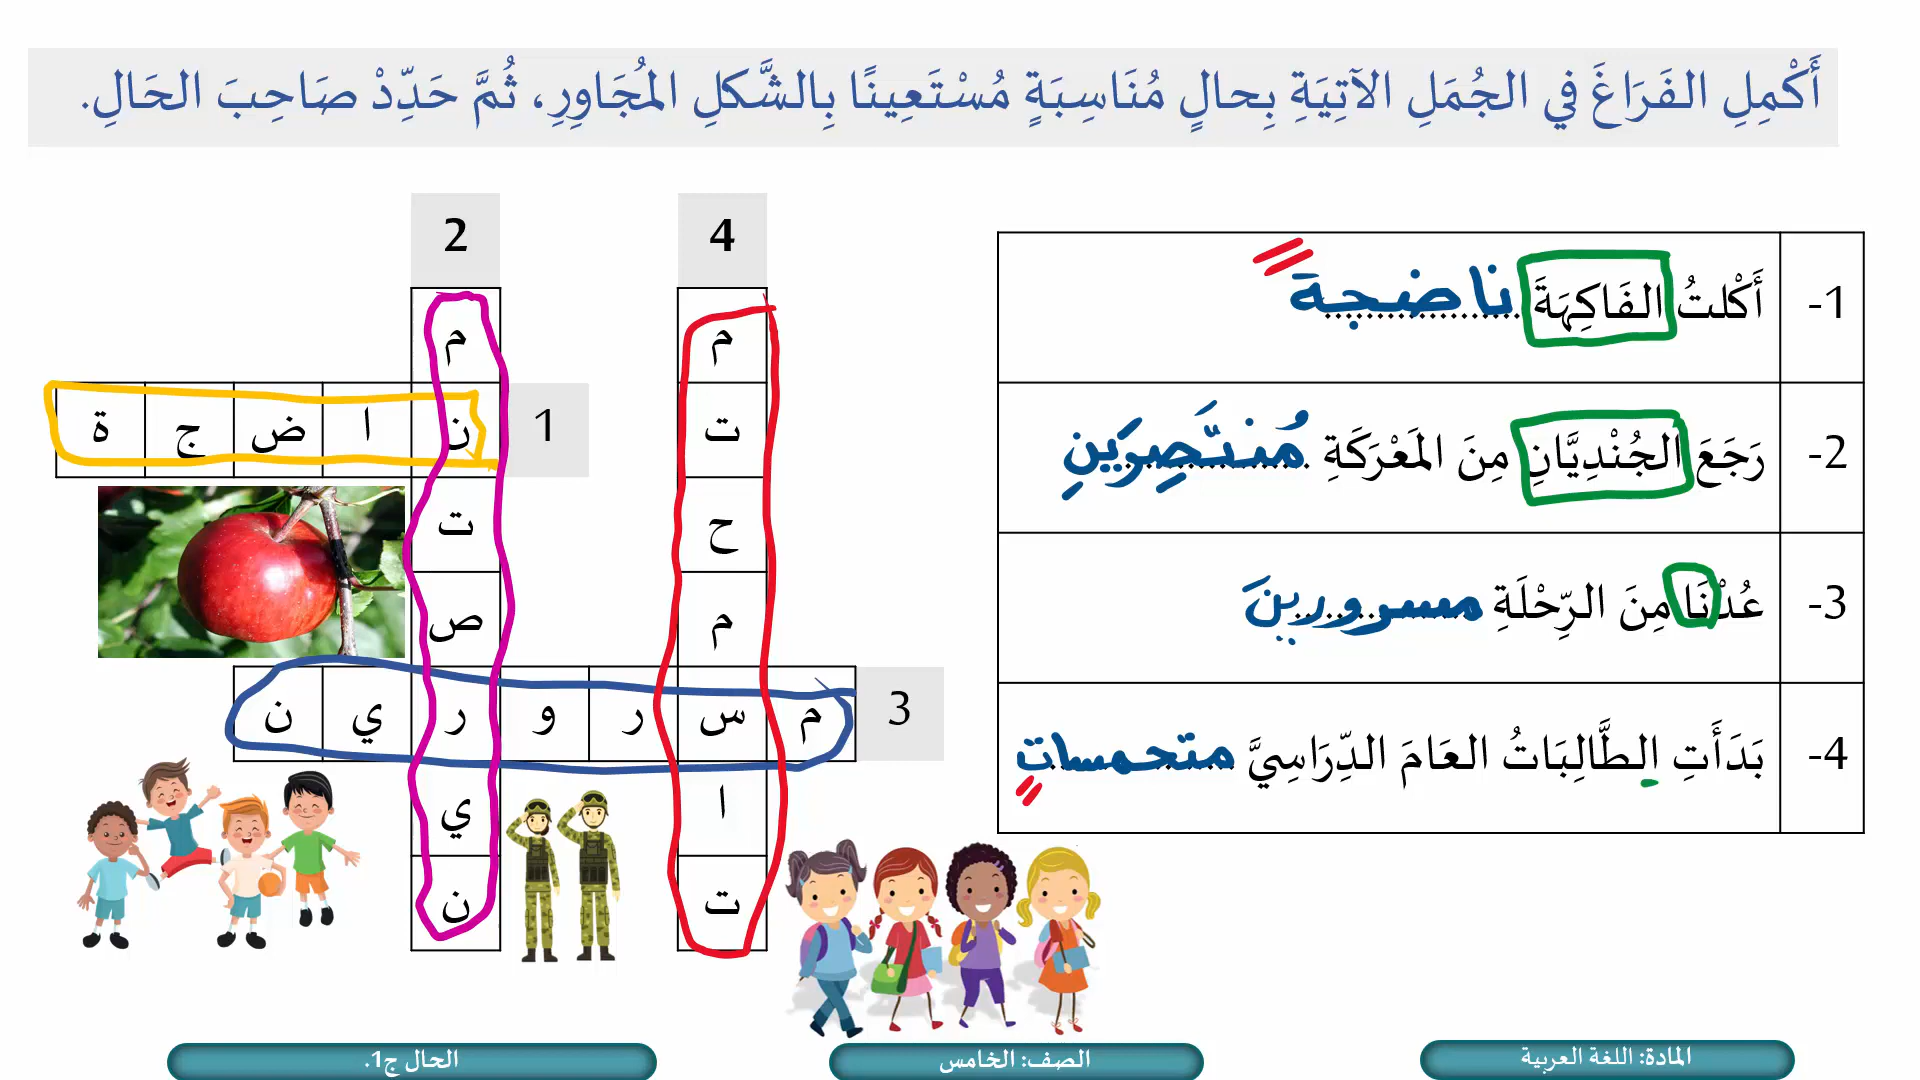 أَكْمِلِ الفَرَاغَ في الجُمَلِ الآتِيَةِ بِحالٍ مُنَاسِبَةٍ مُسْتَعِينًا بِالشَّكلِ المُجَاوِرِ، ثُمَّ حَدِّدْ صَاحِبَ الحَالِ.
2
4
م
م
1
ن ا ض ج ة
ت
ت
ح
ص
م
3
م س ر و ر ي ن
ي
ا
ن
ت
1- أَكْلتُ الفَاكِهَةَ ناضجة
2- رَجَعَ الجُنْدِيَّانِ مِنَ المَعْرَكَةِ مُنتَصِرَينِ
3- عُدْنَا مِنَ الرِّحْلَةِ مسرورينَ
4- بَدَأَتِ الطَّالِبَاتُ العَامَ الدِّرَاسِيَّ متحمساتٍ
المادة: اللغة العربية
الصف: الخامس
الحال ج1.